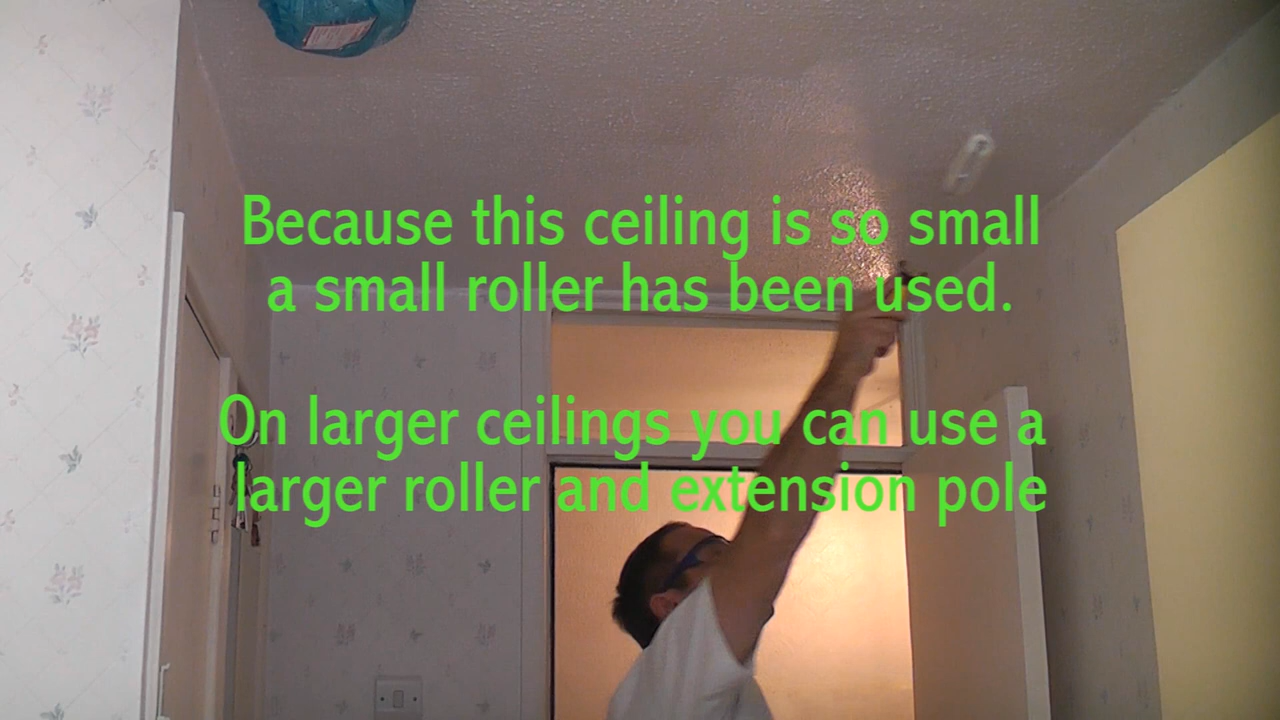 Because this ceiling is so small
a small roller has been used.
On larger ceilings you can use a
larger roller and extension pole